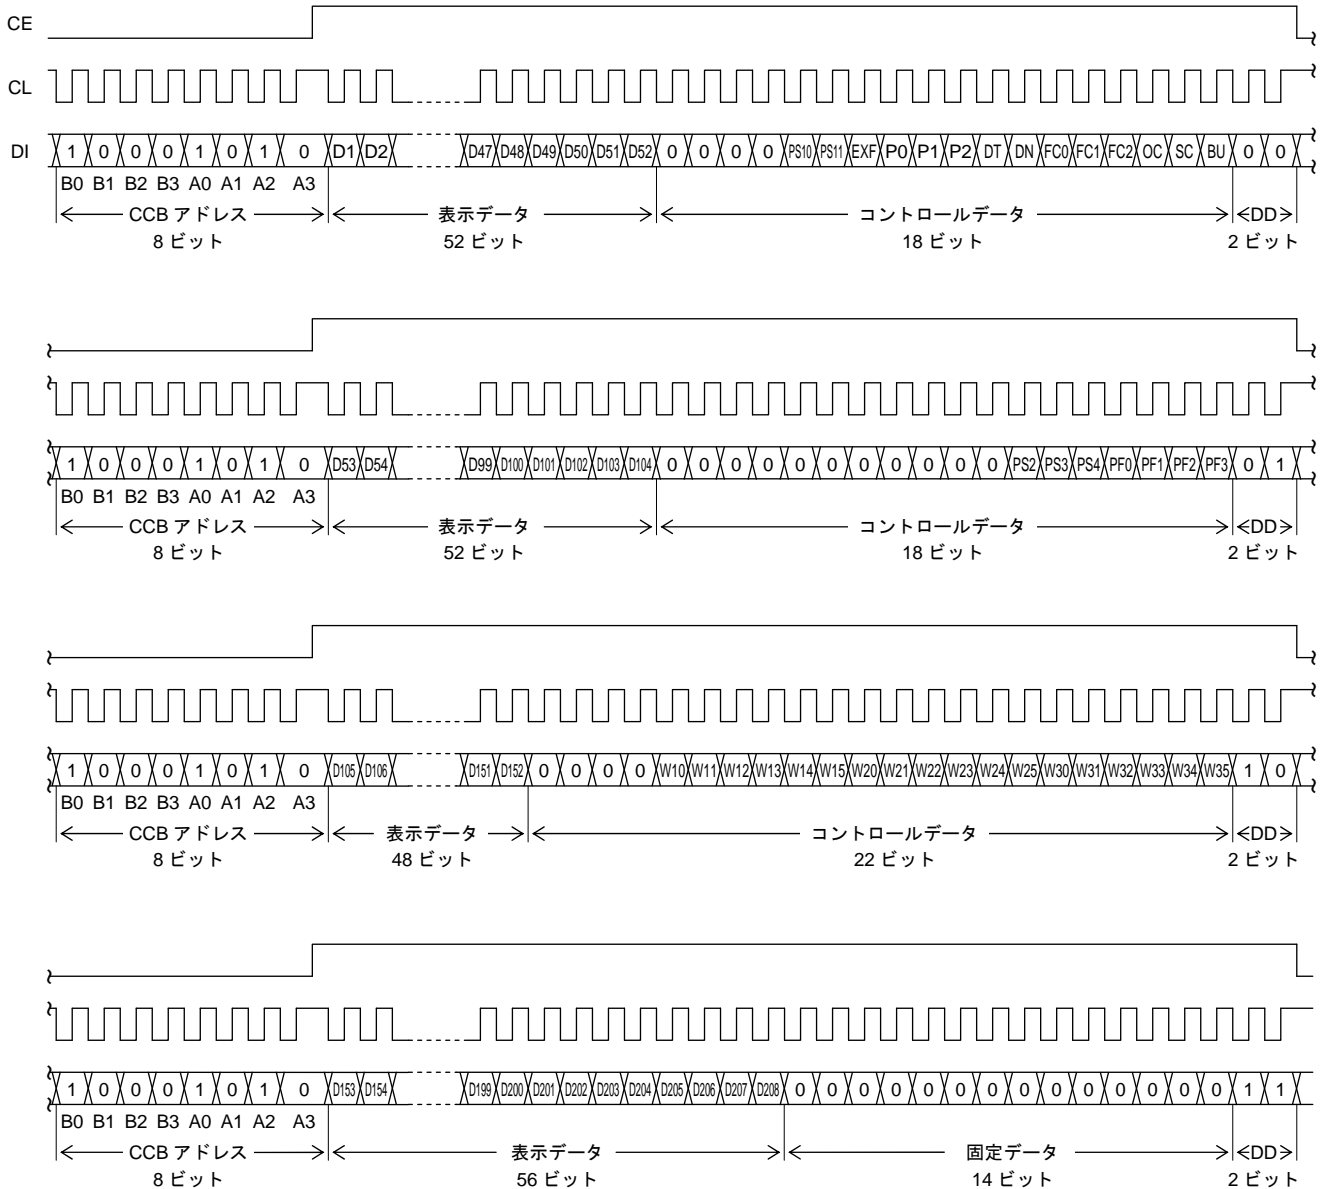 CE
CL
DI 1 0 0 0 1 0 1 0 D1 D2 D47 D48 D49 D50 D51 D52 0 0 0 0 PS10 PS11 EXF P0 P1 P2 DT DN FC0 FC1 FC2 OC SC BU 0 0
B0 B1 B2 B3 A0 A1 A2 A3
CCB アドレス 表示データ コントロールデータ DD
8 ビット 52 ビット 18 ビット 2 ビット
1 0 0 0 1 0 1 0 D53 D54 D99 D100 D101 D102 D103 D104 0 0 0 0 0 0 0 0 0 0 0 PS2 PS3 PS4 PF0 PF1 PF2 PF3 0 1
B0 B1 B2 B3 A0 A1 A2 A3
CCB アドレス 表示データ コントロールデータ DD
8 ビット 52 ビット 18 ビット 2 ビット
1 0 0 0 1 0 1 0 D105 D106 D151 D152 0 0 0 0 W10 W11 W12 W13 W14 W15 W20 W21 W22 W23 W24 W25 W30 W31 W32 W33 W34 W35 1 0
B0 B1 B2 B3 A0 A1 A2 A3
CCB アドレス 表示データ コントロールデータ DD
8 ビット 48 ビット 22 ビット 2 ビット
1 0 0 0 1 0 1 0 D153 D154 D199 D200 D201 D202 D203 D204 D205 D206 D207 D208 0 0 0 0 0 0 0 0 0 0 0 0 0 0 1 1
B0 B1 B2 B3 A0 A1 A2 A3
CCB アドレス 表示データ 固定データ DD
8 ビット 56 ビット 14 ビット 2 ビット